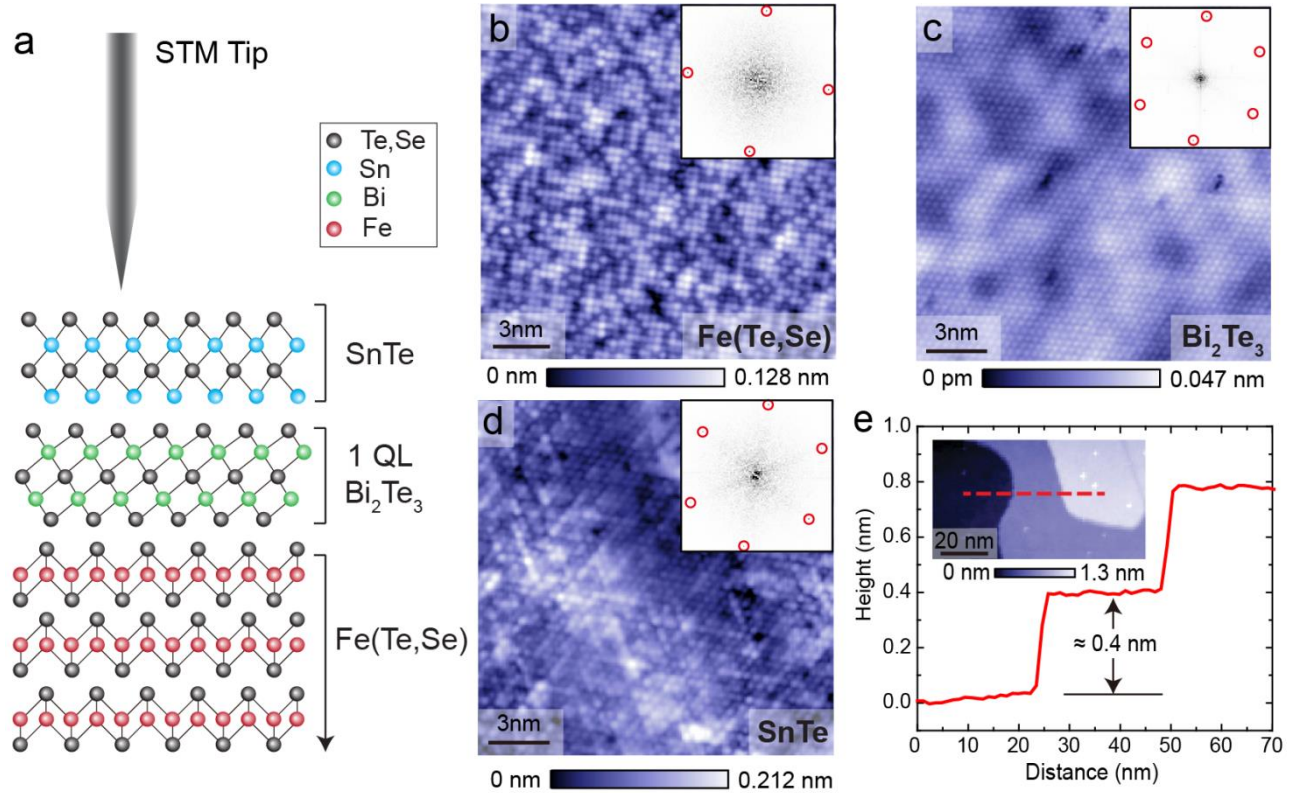 a
STM Tip
Te,Se
Sn
Bi
Fe
SnTe
1 QL
Bi₂Te₃
Fe(Te,Se)
b
3nm
Fe(Te,Se)
0 nm
0.128 nm
c
3nm
Bi₂Te₃
0 pm
0.047 nm
d
3nm
SnTe
0 nm
0.212 nm
e
Height (nm)
1.0
0.8
0.6
0.4
0.2
0.0
20 nm
0 nm
1.3 nm
≈ 0.4 nm
0 10 20 30 40 50 60 70
Distance (nm)